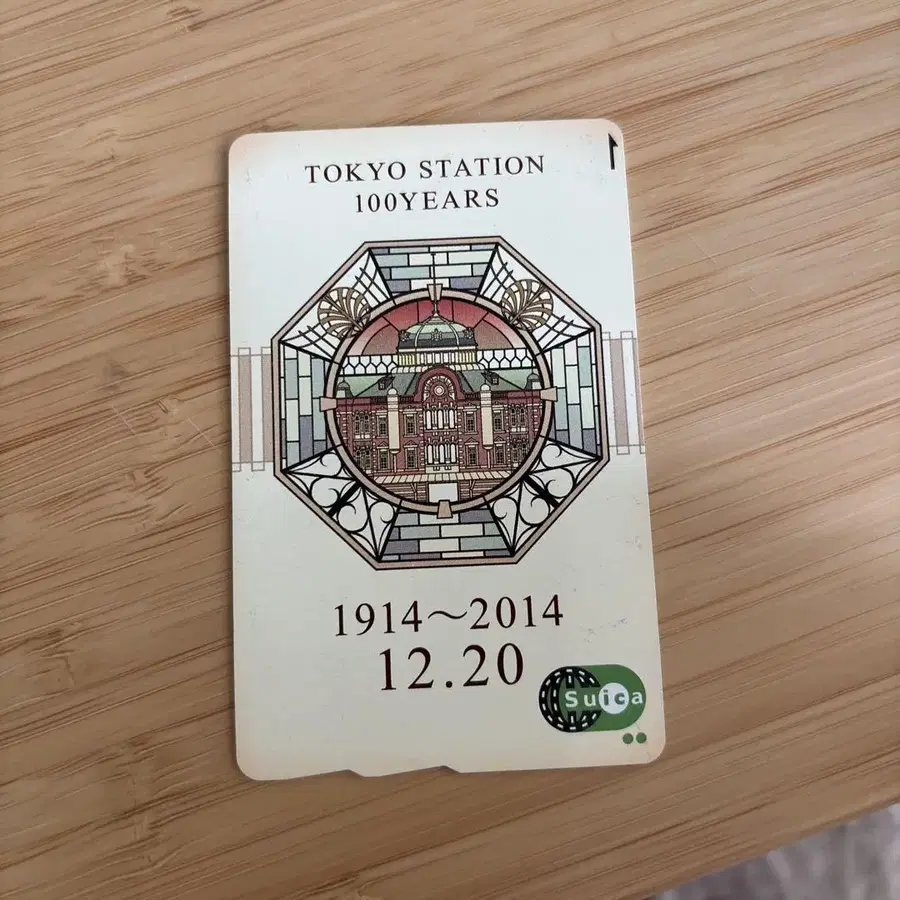 TOKYO STATION
100YEARS
1914～2014
12.20
Suica